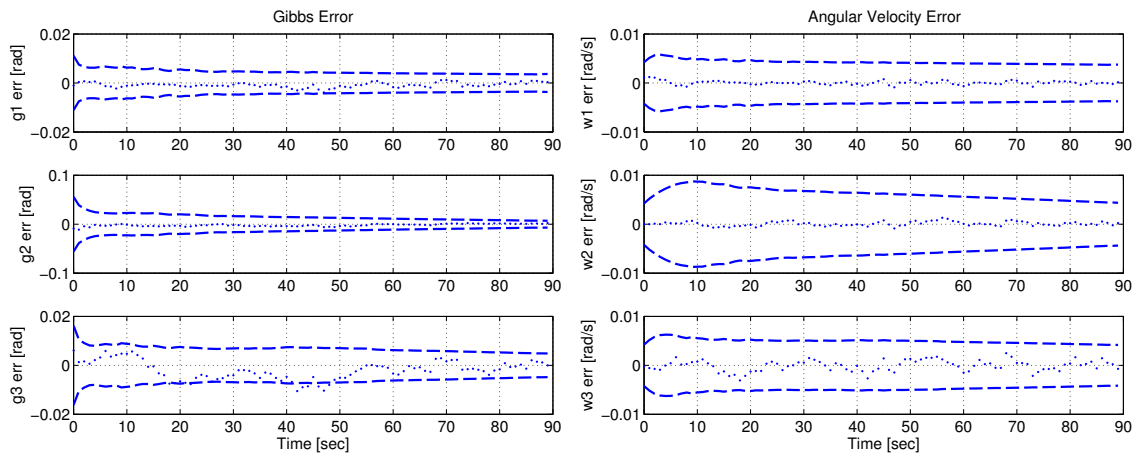 Gibbs Error
0.02
0
−0.02
g1 err [rad]
0 10 20 30 40 50 60 70 80 90
0.1
0
−0.1
g2 err [rad]
0 10 20 30 40 50 60 70 80 90
0.02
0
−0.02
g3 err [rad]
0 10 20 30 40 50 60 70 80 90
Time [sec]
Angular Velocity Error
0.01
0
−0.01
w1 err [rad/s]
0 10 20 30 40 50 60 70 80 90
0.01
0
−0.01
w2 err [rad/s]
0 10 20 30 40 50 60 70 80 90
0.01
0
−0.01
w3 err [rad/s]
0 10 20 30 40 50 60 70 80 90
Time [sec]